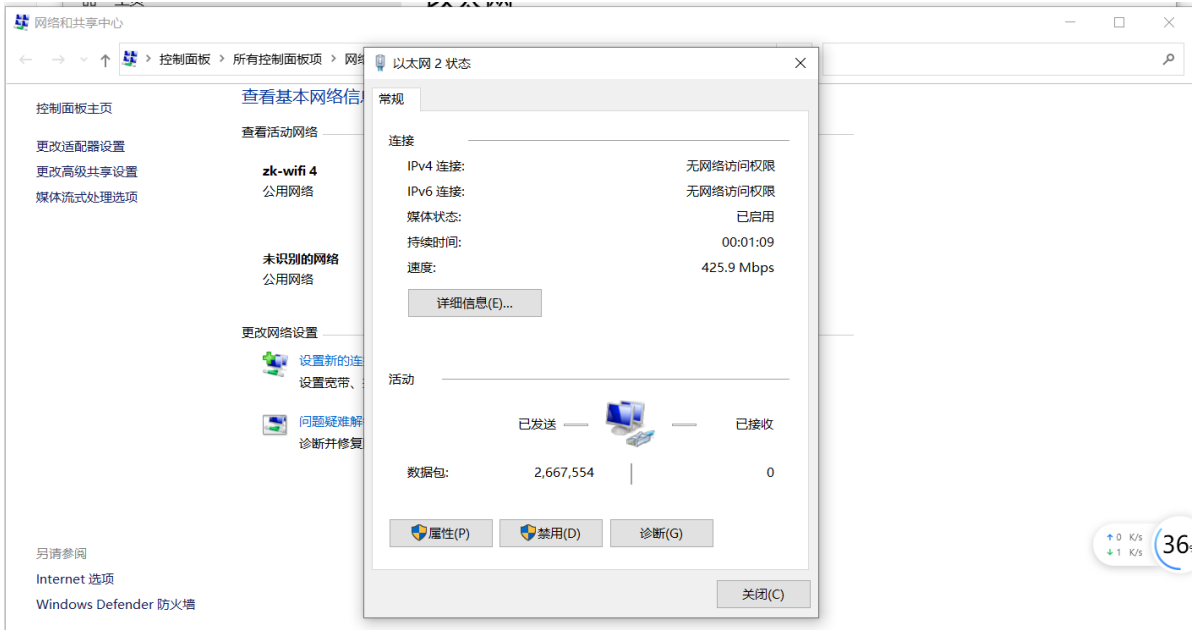 主页
以太网
网络和共享中心
控制面板 所有控制面板项 网络
控制面板主页
更改适配器设置
更改高级共享设置
媒体流式处理选项
查看基本网络信息
查看活动网络
zk-wifi 4
公用网络
未识别的网络
公用网络
更改网络设置
设置新的连
设置宽带、
问题疑难解
诊断并修复
另请参阅
Internet 选项
Windows Defender 防火墙
以太网 2 状态
常规
连接
IPv4 连接: 无网络访问权限
IPv6 连接: 无网络访问权限
媒体状态: 已启用
持续时间: 00:01:09
速度: 425.9 Mbps
详细信息(E)...
活动
已发送 已接收
数据包: 2,667,554 0
属性(P) 禁用(D) 诊断(G)
关闭(C)
0 K/s
1 K/s
36